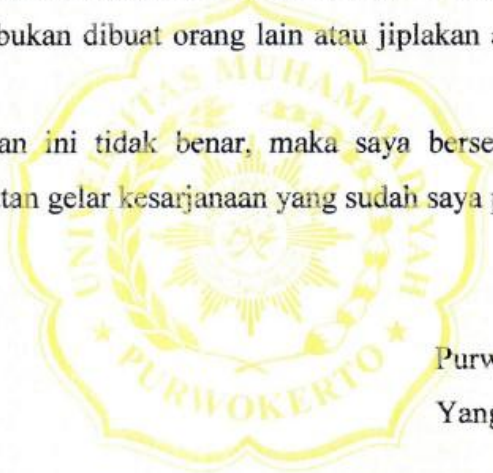 bukan dibuat orang lain atau jiplakan
an ini tidak benar, maka saya berse
tan gelar kesarjanaan yang sudah saya p
UNIVERSITAS MUHAMMADIYAH
PURWOKERTO
Purw
Yang